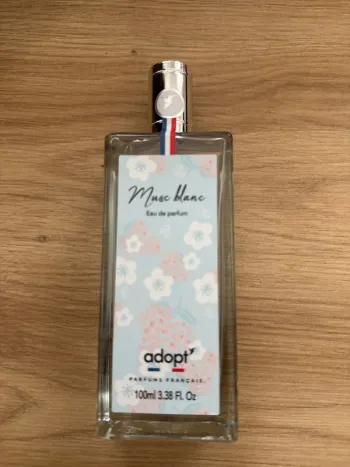 Musc blanc
Eau de parfum
adopt'
PARFUMS FRANÇAIS
100ml 3.38 Fl. Oz